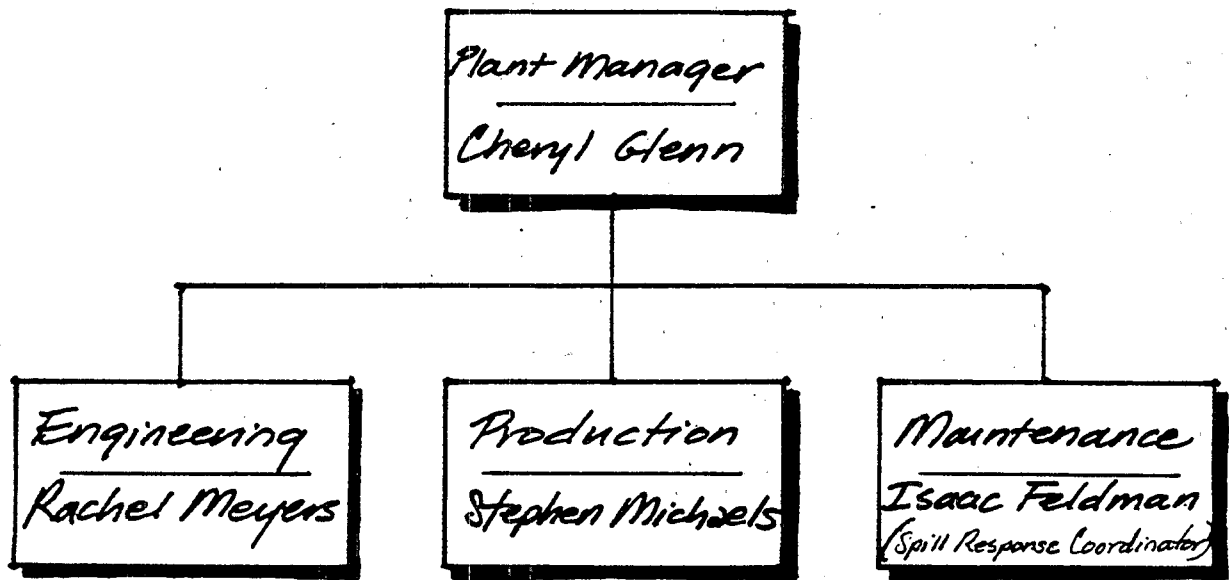 Plant Manager
Cheryl Glenn
Engineering
Rachel Meyers
Production
Stephen Michaels
Maintenance
Isaac Feldman
(Spill Response Coordinator)